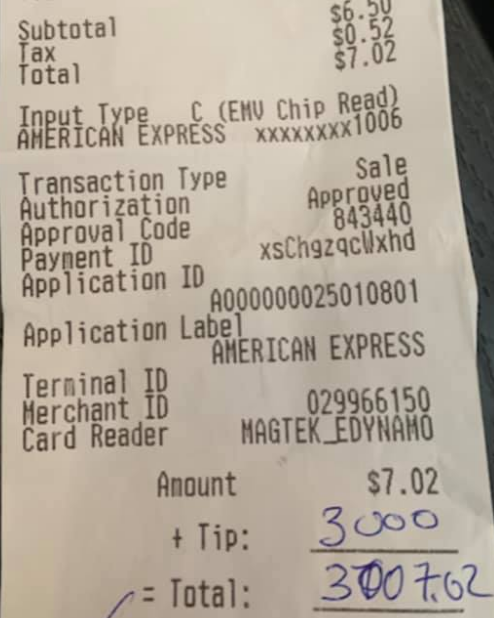 Subtotal $6.50
Tax $0.52
Total $7.02
Input Type C (EMV Chip Read)
AMERICAN EXPRESS xxxxxxxx1006
Transaction Type Sale
Authorization Approved
Approval Code 843440
Payment ID xsChgzqcWxhd
Application ID
A000000025010801
Application Label
AMERICAN EXPRESS
Terminal ID
Merchant ID 029966150
Card Reader MAGTEK_EDYNAMO
Amount $7.02
+ Tip: 3000
= Total: 3007.02